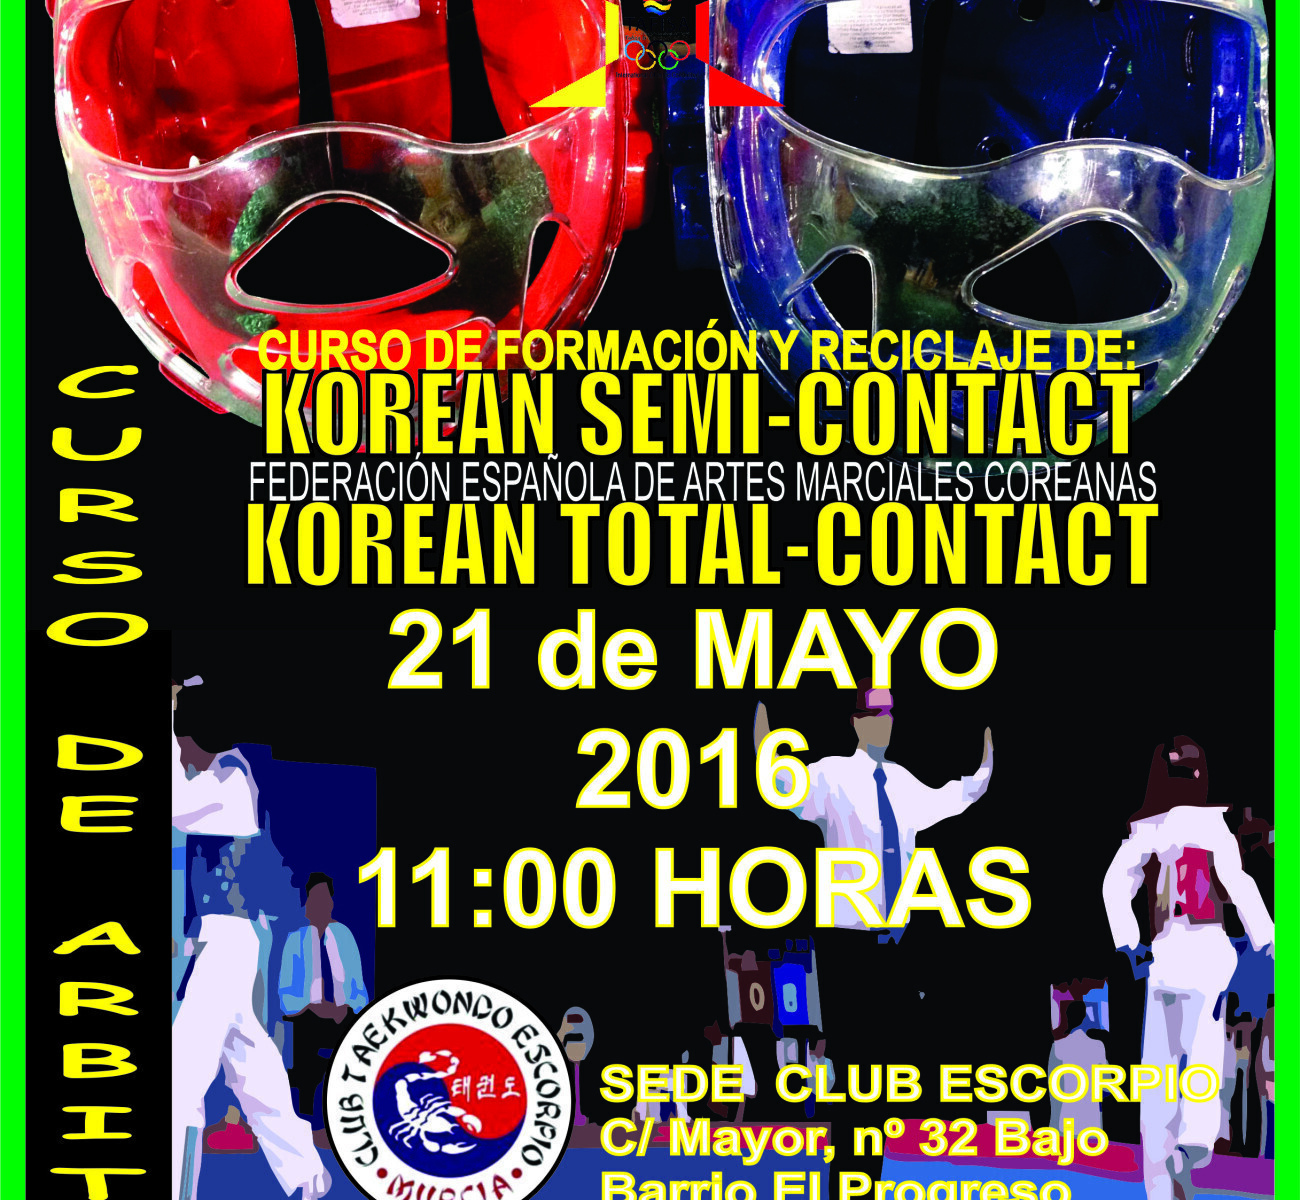 CURSO DE FORMACIÓN Y RECICLAJE DE:
KOREAN SEMI-CONTACT
FEDERACIÓN ESPAÑOLA DE ARTES MARCIALES COREANAS
KOREAN TOTAL-CONTACT
21 de MAYO
2016
11:00 HORAS
CURSO DE ARBIT
CLUB TAEKWONDO ESCORPIO
태권도
• MURCIA •
SEDE CLUB ESCORPIO
C/ Mayor, nº 32 Bajo
Barrio El Progreso